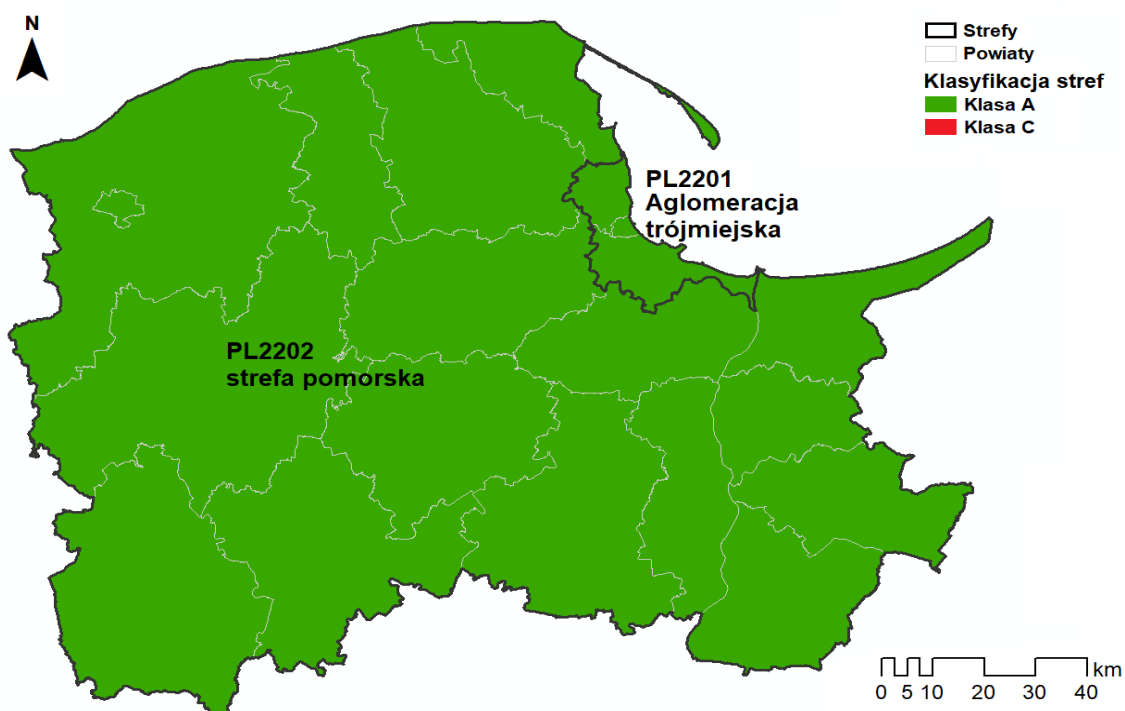 N
Strefy
Powiaty
Klasyfikacja stref
Klasa A
Klasa C
PL2201
Aglomeracja
trójmiejska
PL2202
strefa pomorska
km
0 5 10 20 30 40